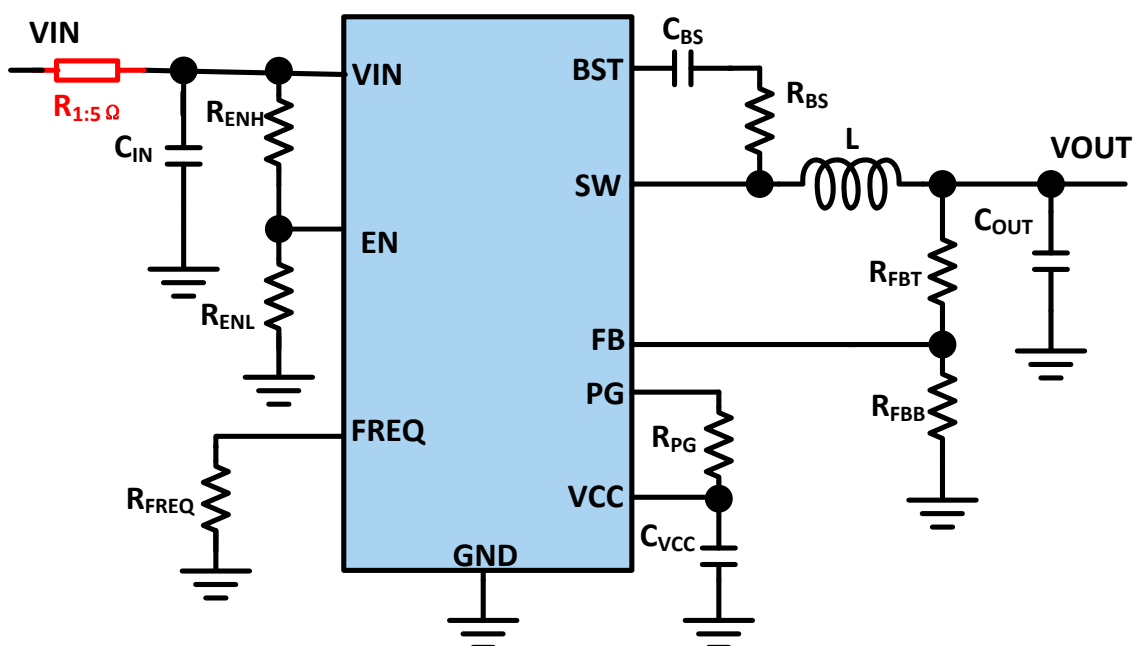 VIN
R1:5 Ω
CIN
RENH
RENL
RFREQ
VIN
EN
FREQ
GND
BST
SW
FB
PG
VCC
CBS
RBS
L
VOUT
COUT
RFBT
RFBB
RPG
CVCC